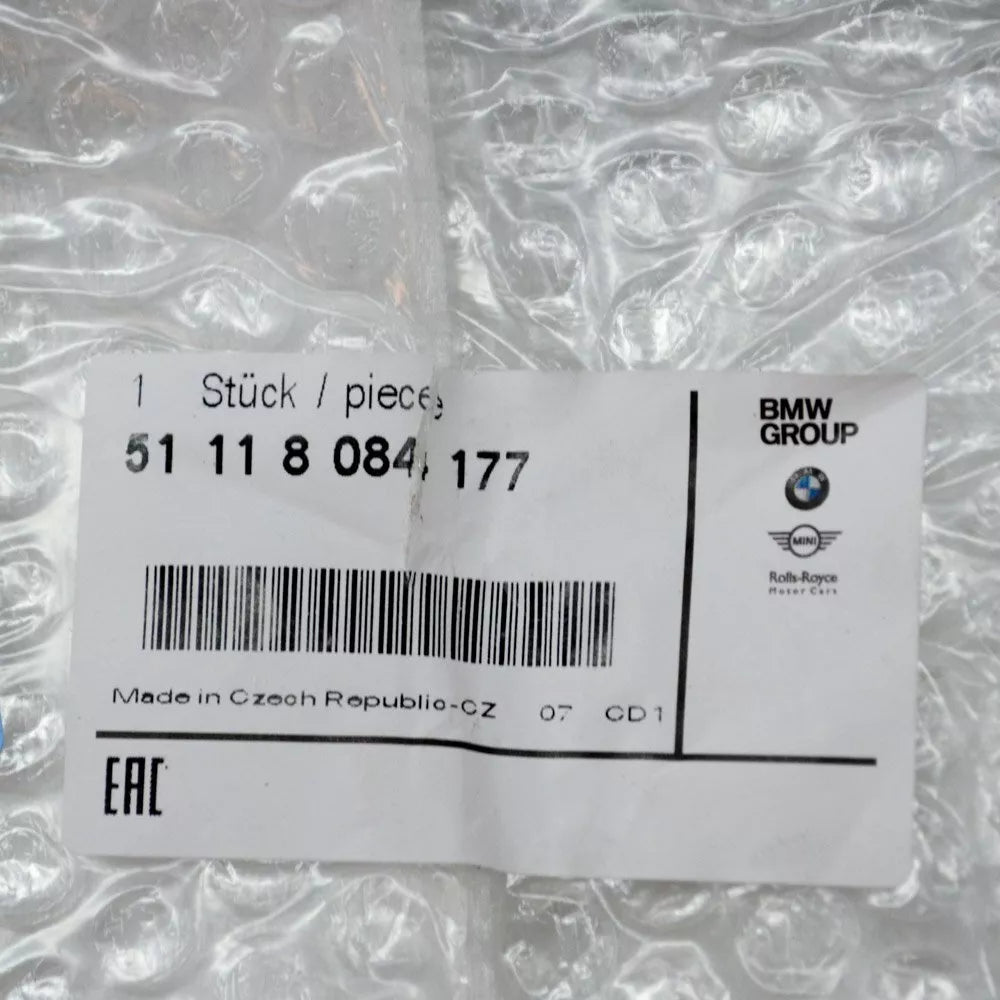 1 Stück / piece
51 11 8 084 177
Made in Czech Republic-CZ 07 CD1
EAC
BMW
GROUP
MINI
Rolls-Royce
Motor Cars